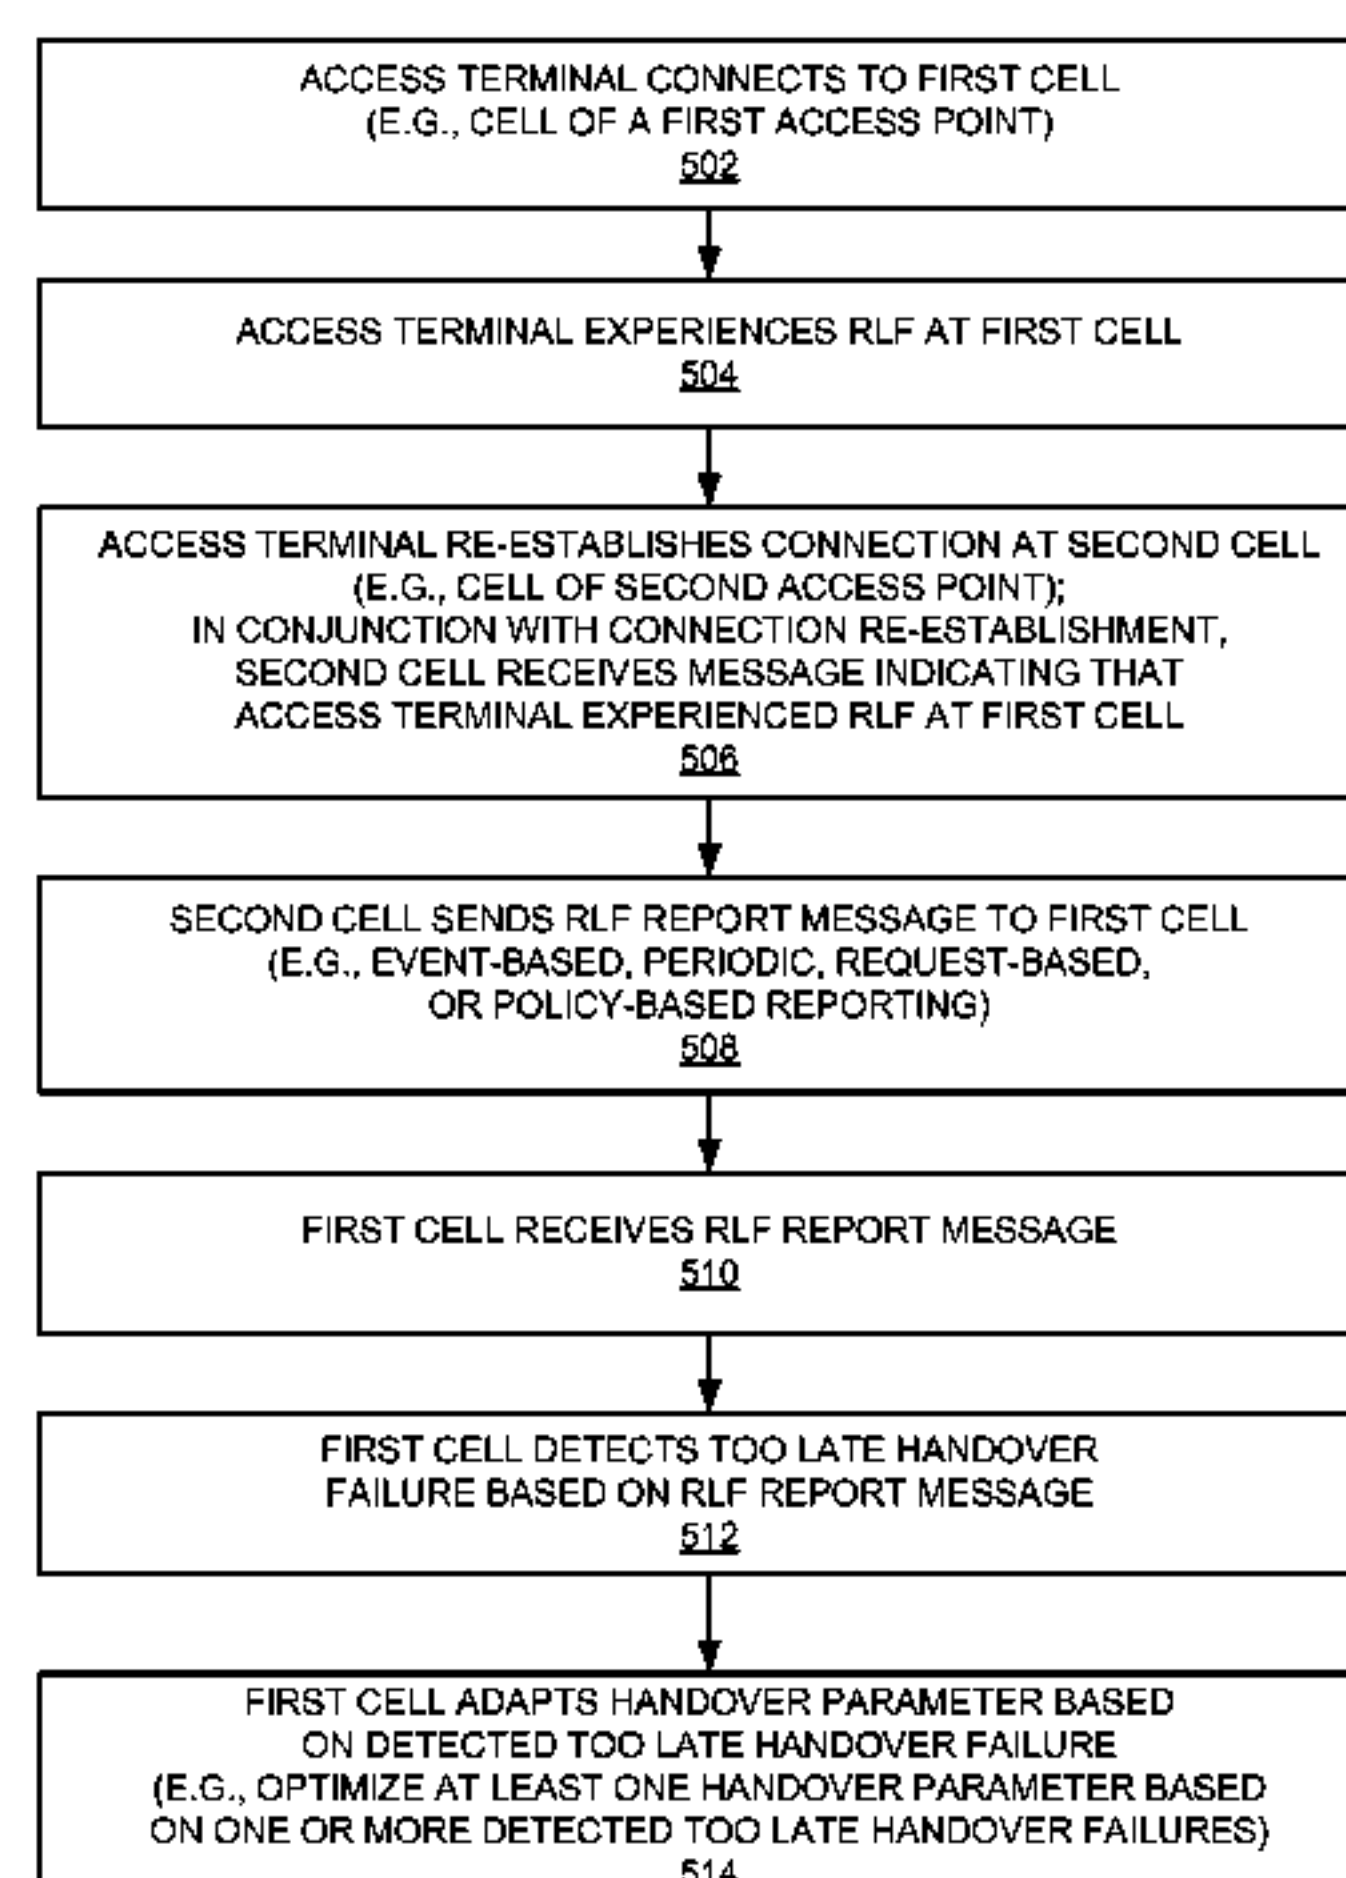 ACCESS TERMINAL CONNECTS TO FIRST CELL
(E.G., CELL OF A FIRST ACCESS POINT)
502
ACCESS TERMINAL EXPERIENCES RLF AT FIRST CELL
504
ACCESS TERMINAL RE-ESTABLISHES CONNECTION AT SECOND CELL
(E.G., CELL OF SECOND ACCESS POINT);
IN CONJUNCTION WITH CONNECTION RE-ESTABLISHMENT,
SECOND CELL RECEIVES MESSAGE INDICATING THAT
ACCESS TERMINAL EXPERIENCED RLF AT FIRST CELL
506
SECOND CELL SENDS RLF REPORT MESSAGE TO FIRST CELL
(E.G., EVENT-BASED, PERIODIC, REQUEST-BASED,
OR POLICY-BASED REPORTING)
508
FIRST CELL RECEIVES RLF REPORT MESSAGE
510
FIRST CELL DETECTS TOO LATE HANDOVER
FAILURE BASED ON RLF REPORT MESSAGE
512
FIRST CELL ADAPTS HANDOVER PARAMETER BASED
ON DETECTED TOO LATE HANDOVER FAILURE
(E.G., OPTIMIZE AT LEAST ONE HANDOVER PARAMETER BASED
ON ONE OR MORE DETECTED TOO LATE HANDOVER FAILURES)
514